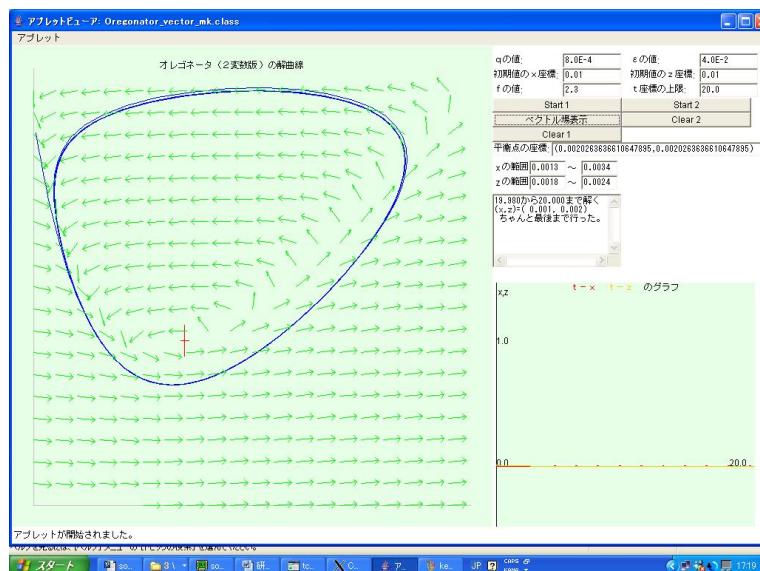 アプレットビューア: Oregonator_vector_mk.class
アプレット
オレゴネータ（２変数版）の解曲線
qの値: 8.0E-4 εの値: 4.0E-2
初期値のｘ座標: 0.01 初期値のｚ座標: 0.01
fの値: 2.3 ｔ座標の上限: 20.0
Start 1 Start 2
ベクトル場表示 Clear 2
Clear 1
平衡点の座標: (0.0020263636610647895,0.0020263636610647895)
xの範囲 0.0013 ～ 0.0034
zの範囲 0.0018 ～ 0.0024
19.980から20.000まで解く
(x,z)=( 0.001, 0.002)
ちゃんと最後まで行った。
ｔ－ｘ ｔ－ｚ のグラフ
x,z
1.0
0.0 20.0
アプレットが開始されました。
スタート so... 3\ so... 研... tc... C... ア... ke... JP CAPS 17:19